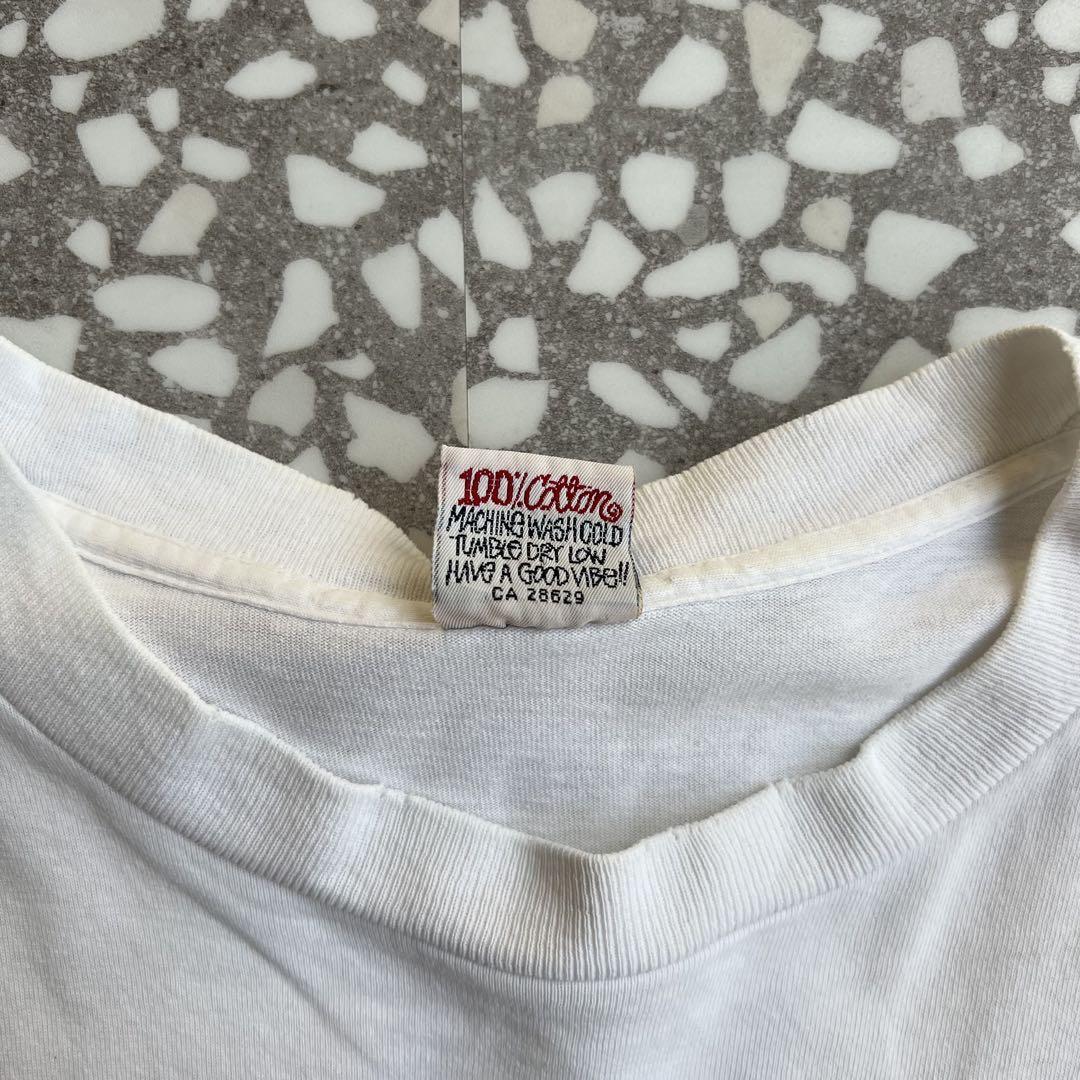 100% Cotton
MACHINE WASH COLD
TUMBLE DRY LOW
HAVE A GOOD VIBE!!
CA 28629